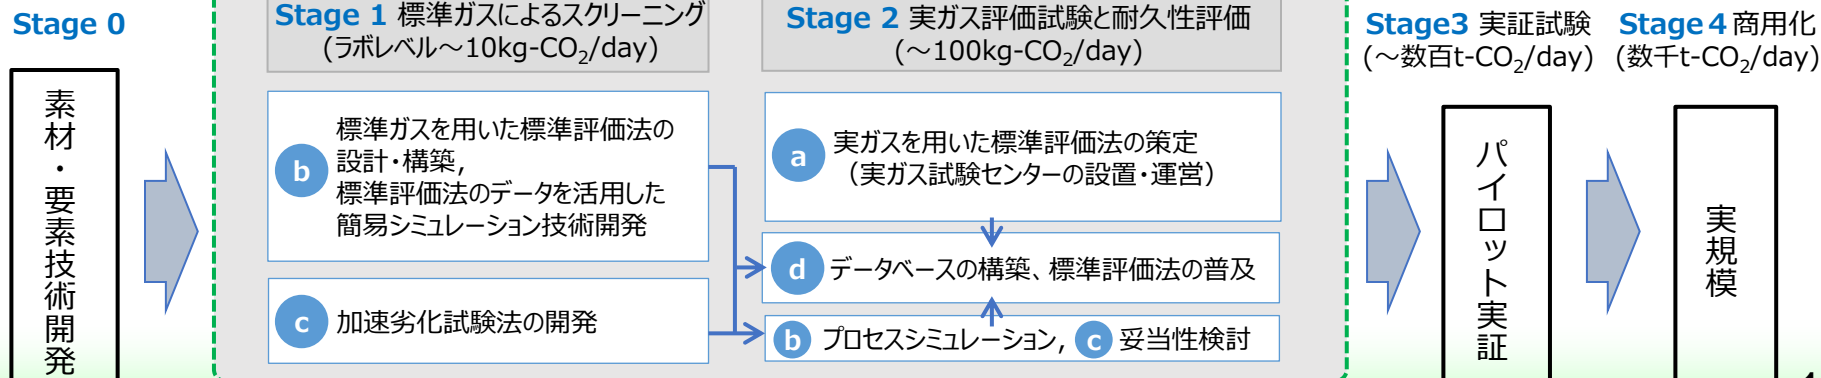 Stage 0
素材・要素技術開発
Stage 1 標準ガスによるスクリーニング
(ラボレベル～10kg-CO₂/day)
b
標準ガスを用いた標準評価法の
設計・構築,
標準評価法のデータを活用した
簡易シミュレーション技術開発
c
加速劣化試験法の開発
Stage 2 実ガス評価試験と耐久性評価
(～100kg-CO₂/day)
a
実ガスを用いた標準評価法の策定
（実ガス試験センターの設置・運営）
d データベースの構築、標準評価法の普及
b プロセスシミュレーション, c 妥当性検討
Stage3 実証試験
(～数百t-CO₂/day)
パイロット実証
Stage 4 商用化
(数千t-CO₂/day)
実規模